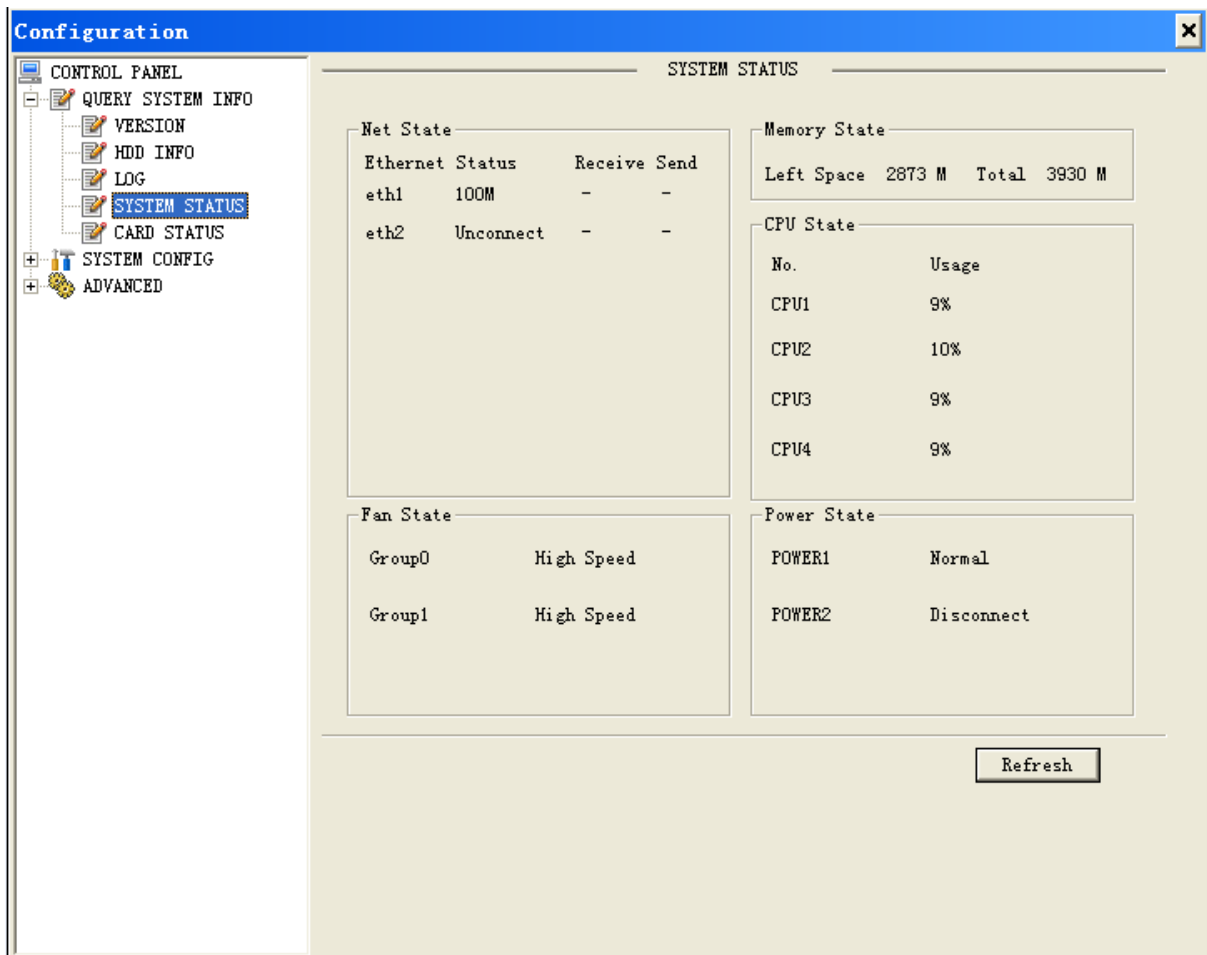 Configuration
CONTROL PANEL
QUERY SYSTEM INFO
VERSION
HDD INFO
LOG
SYSTEM STATUS
CARD STATUS
SYSTEM CONFIG
ADVANCED
SYSTEM STATUS
Net State
Ethernet Status Receive Send
eth1 100M - -
eth2 Unconnect - -
Memory State
Left Space 2873 M Total 3930 M
CPU State
No. Usage
CPU1 9%
CPU2 10%
CPU3 9%
CPU4 9%
Fan State
Group0 High Speed
Group1 High Speed
Power State
POWER1 Normal
POWER2 Disconnect
Refresh